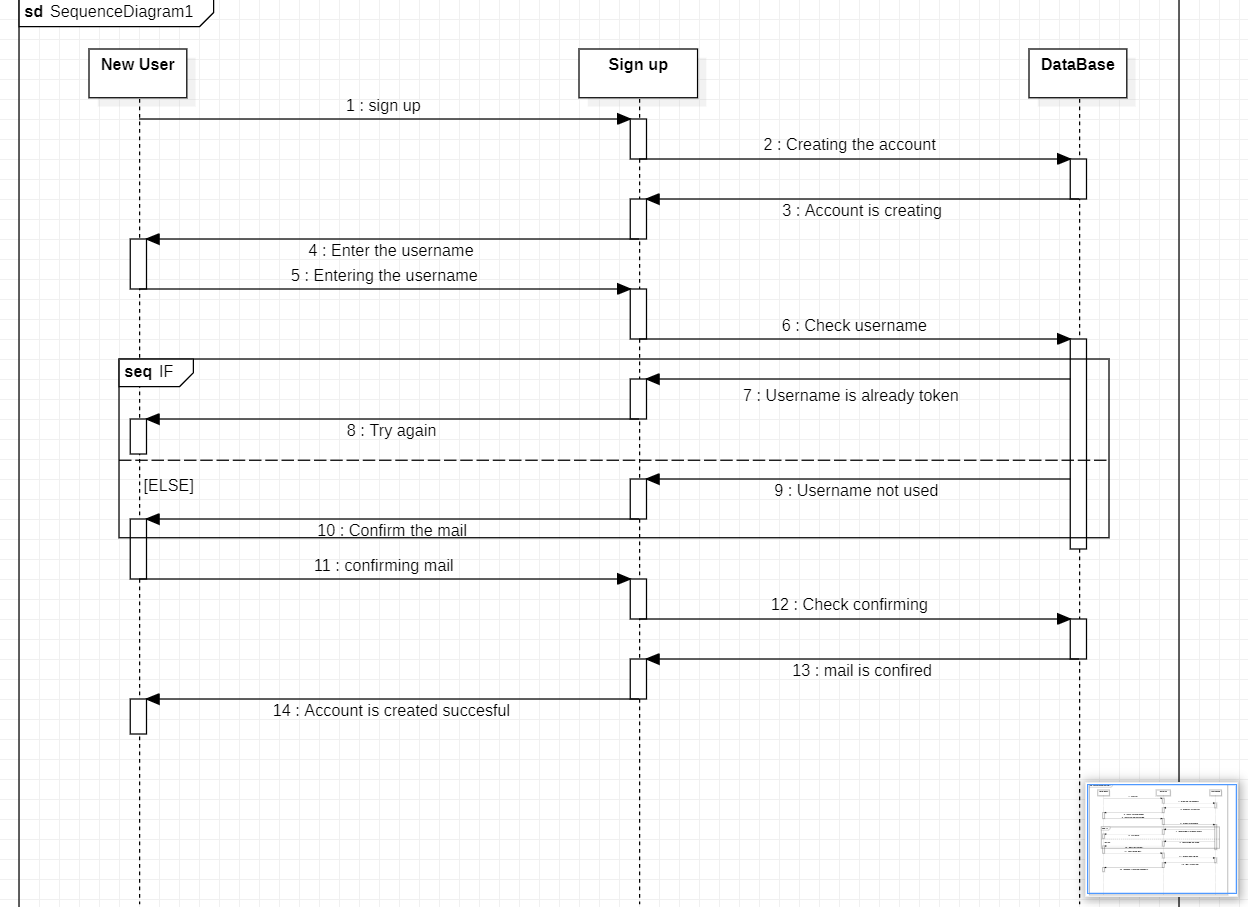 sd SequenceDiagram1
New User
Sign up
DataBase
1 : sign up
2 : Creating the account
3 : Account is creating
4 : Enter the username
5 : Entering the username
6 : Check username
seq IF
7 : Username is already token
8 : Try again
[ELSE]
9 : Username not used
10 : Confirm the mail
11 : confirming mail
12 : Check confirming
13 : mail is confired
14 : Account is created succesful